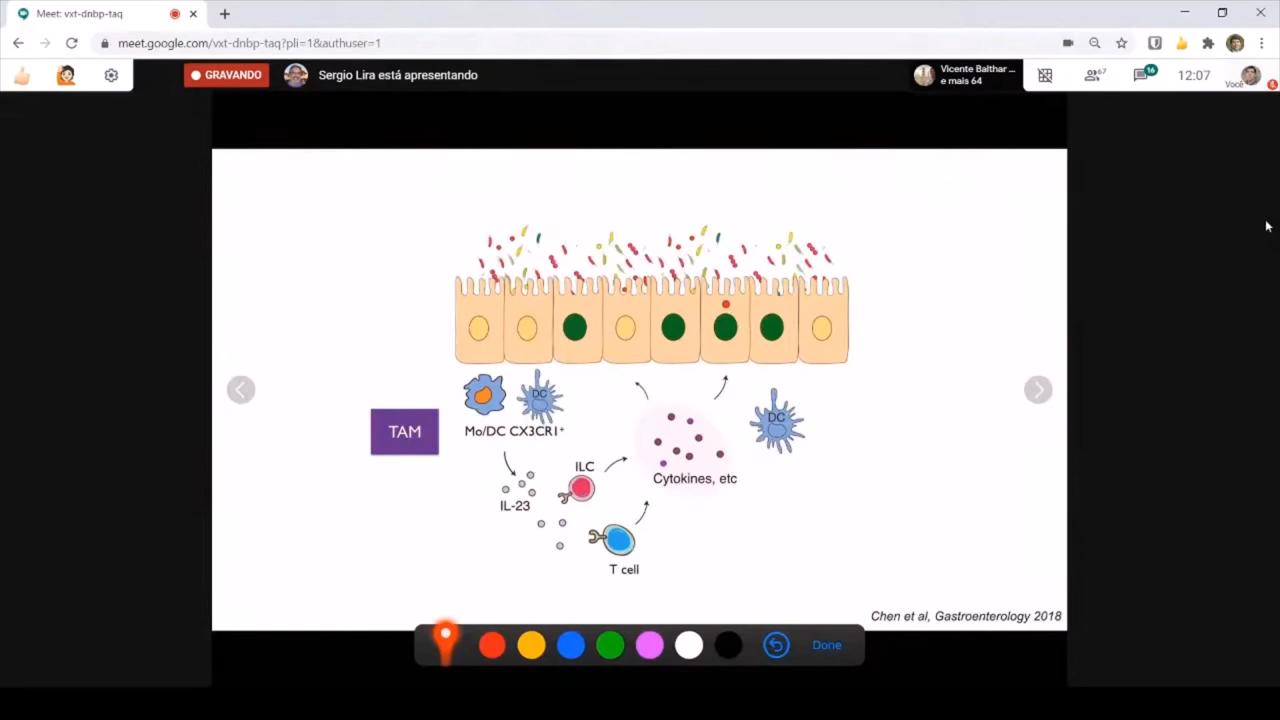 Meet: vxt-dnbp-taq
meet.google.com/vxt-dnbp-taq?pli=1&authuser=1
GRAVANDO
Sergio Lira está apresentando
Vicente Balthar ...
e mais 64
67
16
12:07
Você
DC
DC
TAM
Mo/DC CX3CR1+
ILC
Cytokines, etc
IL-23
T cell
Chen et al, Gastroenterology 2018
Done